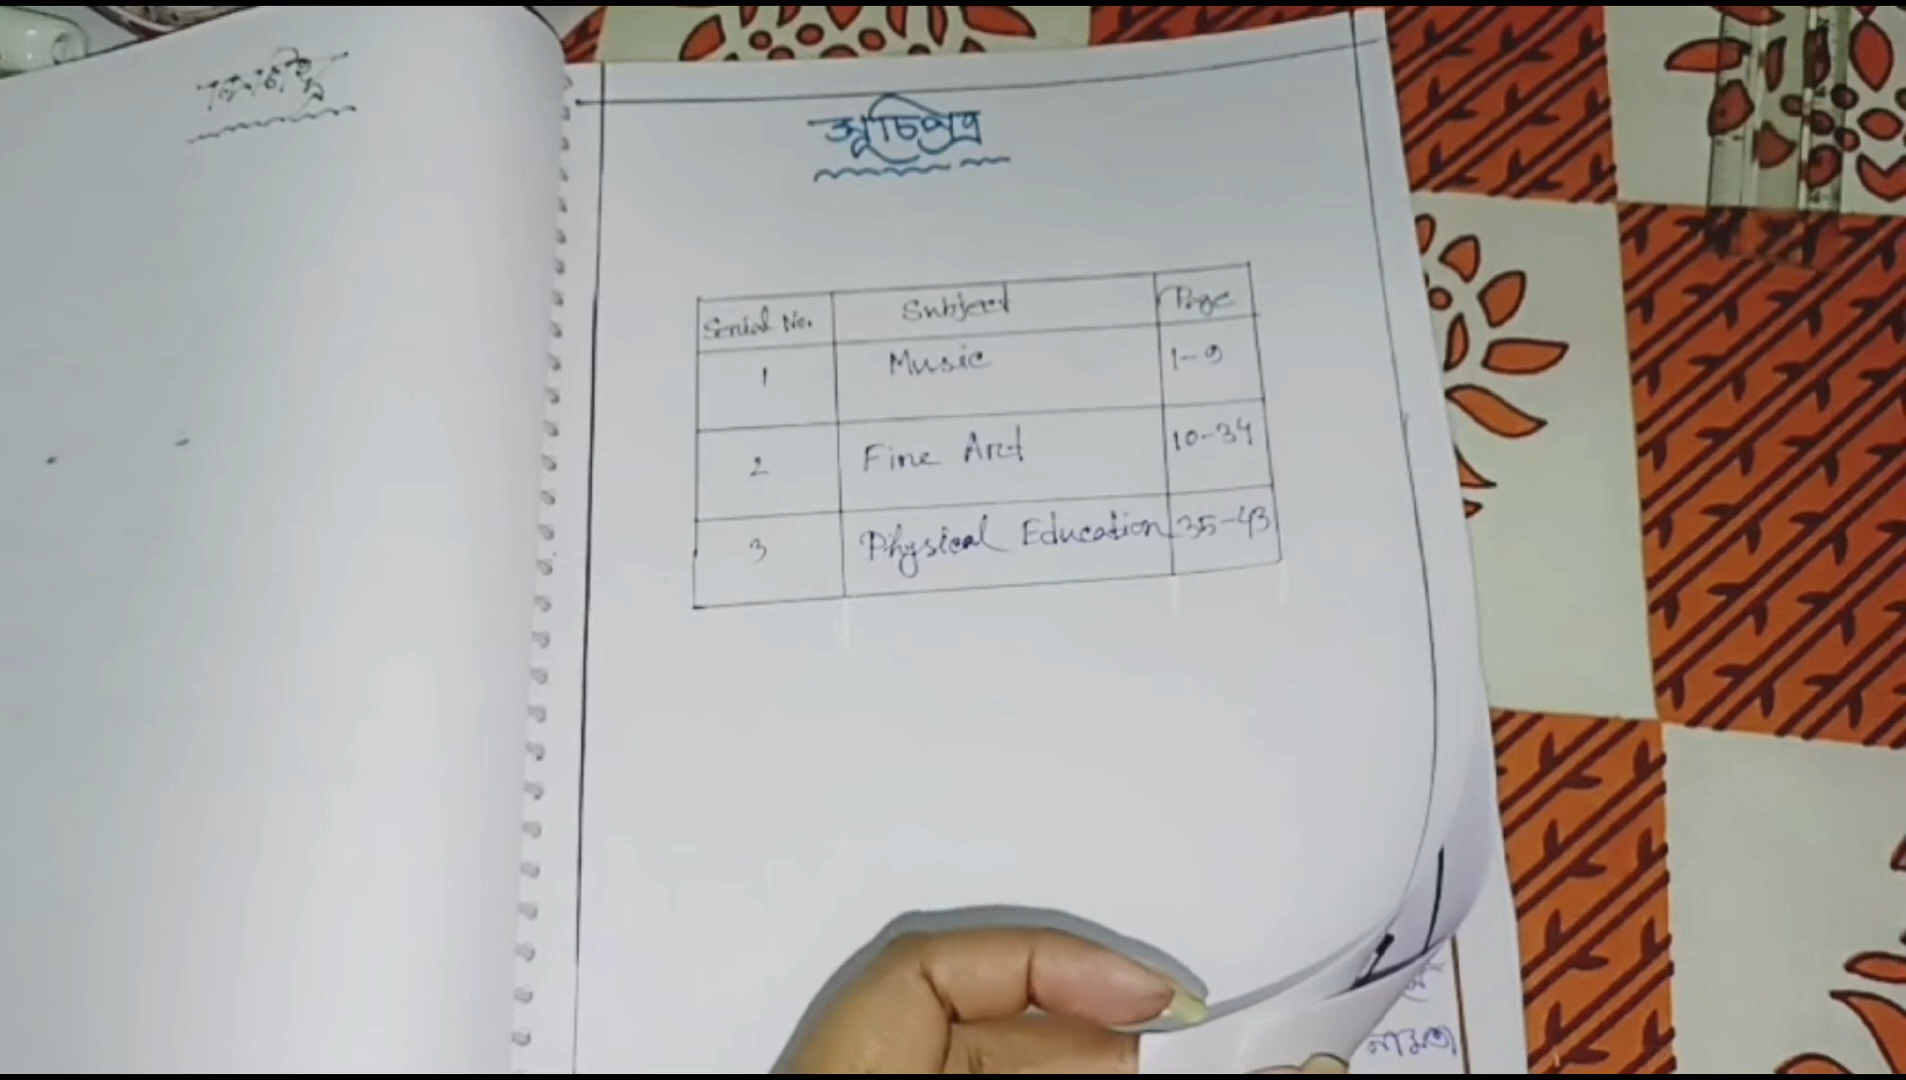 সূচিপত্র
Serial No. Subject Page
1 Music 1-9
2 Fine Art 10-34
3 Physical Education 35-43